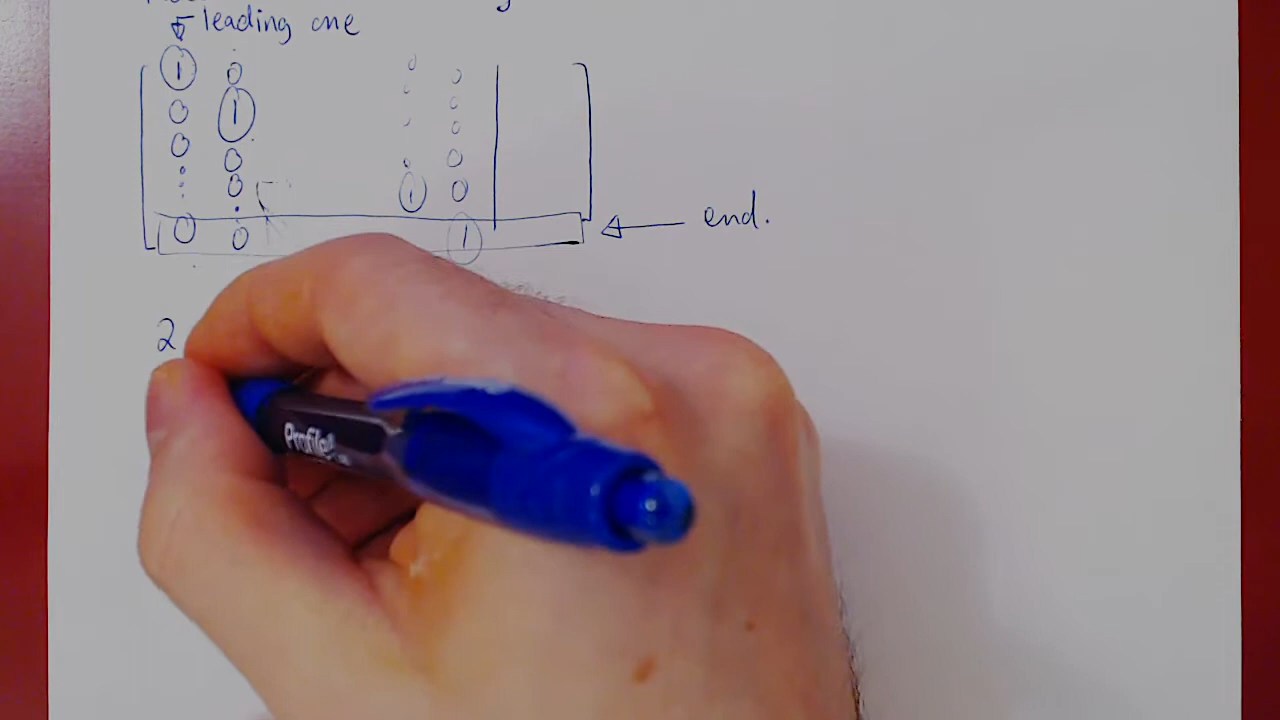 leading one
1 0 0 0
0 1
0 0
0 0 0
0 1 0
0 0 1
end.
2
Profile!